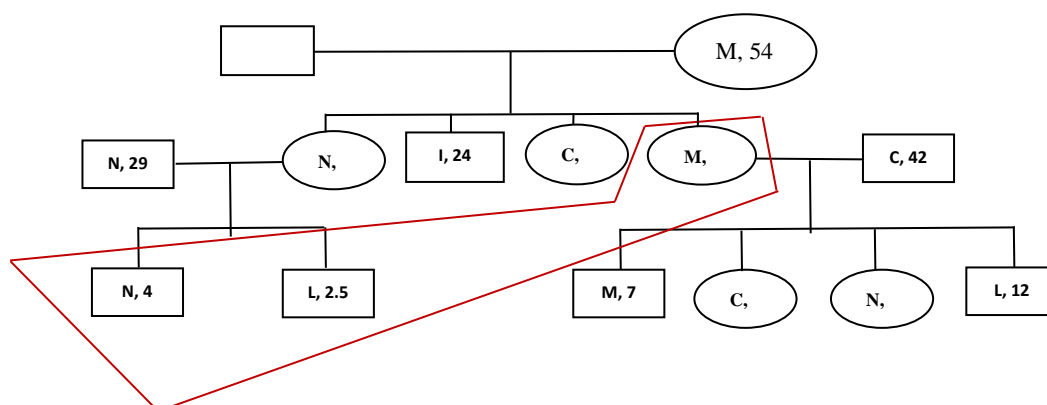 M, 54
N, 29
N,
I, 24
C,
M,
C, 42
N, 4
L, 2.5
M, 7
C,
N,
L, 12